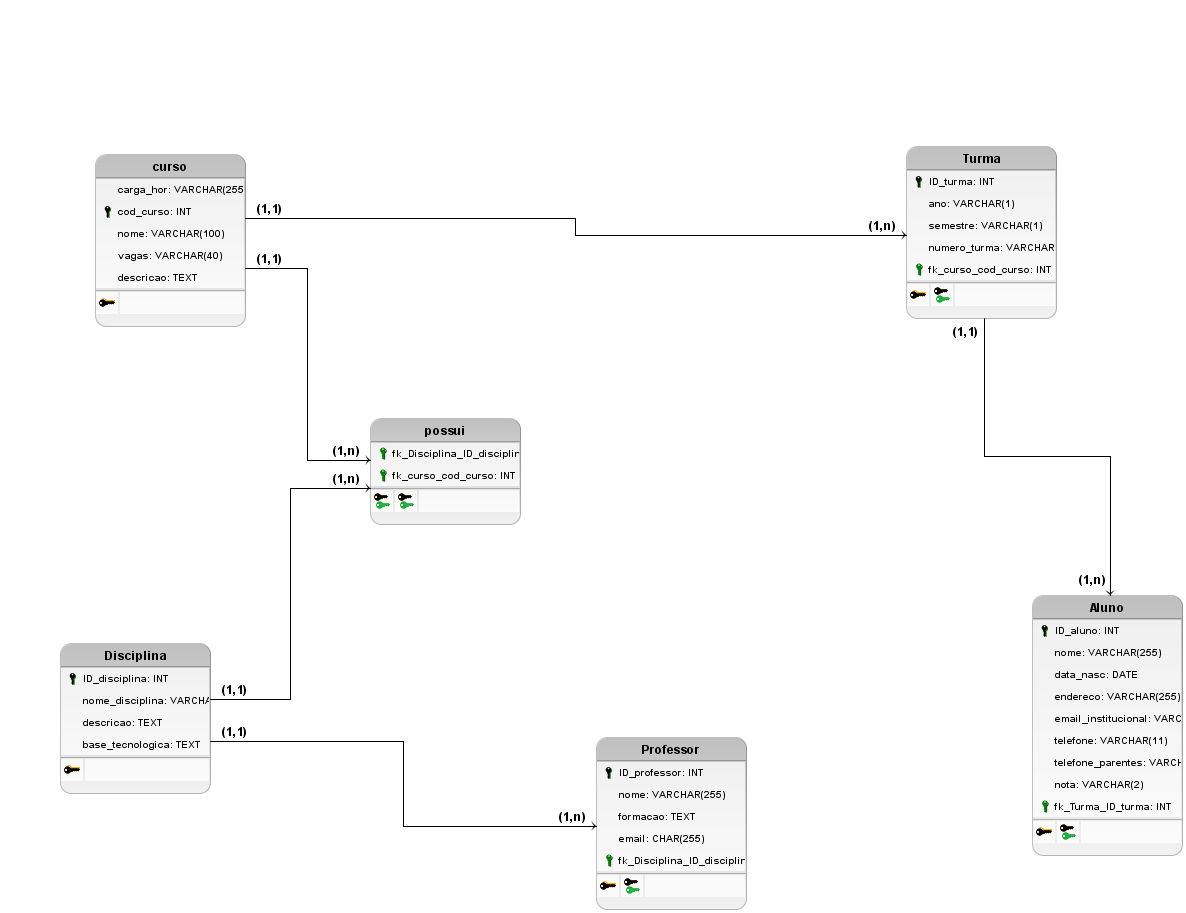 curso
carga_hor: VARCHAR(255
cod_curso: INT
nome: VARCHAR(100)
vagas: VARCHAR(40)
descricao: TEXT
(1,1)
(1,1)
(1,n)
Turma
ID_turma: INT
ano: VARCHAR(1)
semestre: VARCHAR(1)
numero_turma: VARCHAR
fk_curso_cod_curso: INT
(1,1)
(1,n)
(1,n)
possui
fk_Disciplina_ID_disciplin
fk_curso_cod_curso: INT
Disciplina
ID_disciplina: INT
nome_disciplina: VARCHA
descricao: TEXT
base_tecnologica: TEXT
(1,1)
(1,1)
(1,n)
Professor
ID_professor: INT
nome: VARCHAR(255)
formacao: TEXT
email: CHAR(255)
fk_Disciplina_ID_disciplin
(1,n)
Aluno
ID_aluno: INT
nome: VARCHAR(255)
data_nasc: DATE
endereco: VARCHAR(255)
email_institucional: VARC
telefone: VARCHAR(11)
telefone_parentes: VARCH
nota: VARCHAR(2)
fk_Turma_ID_turma: INT